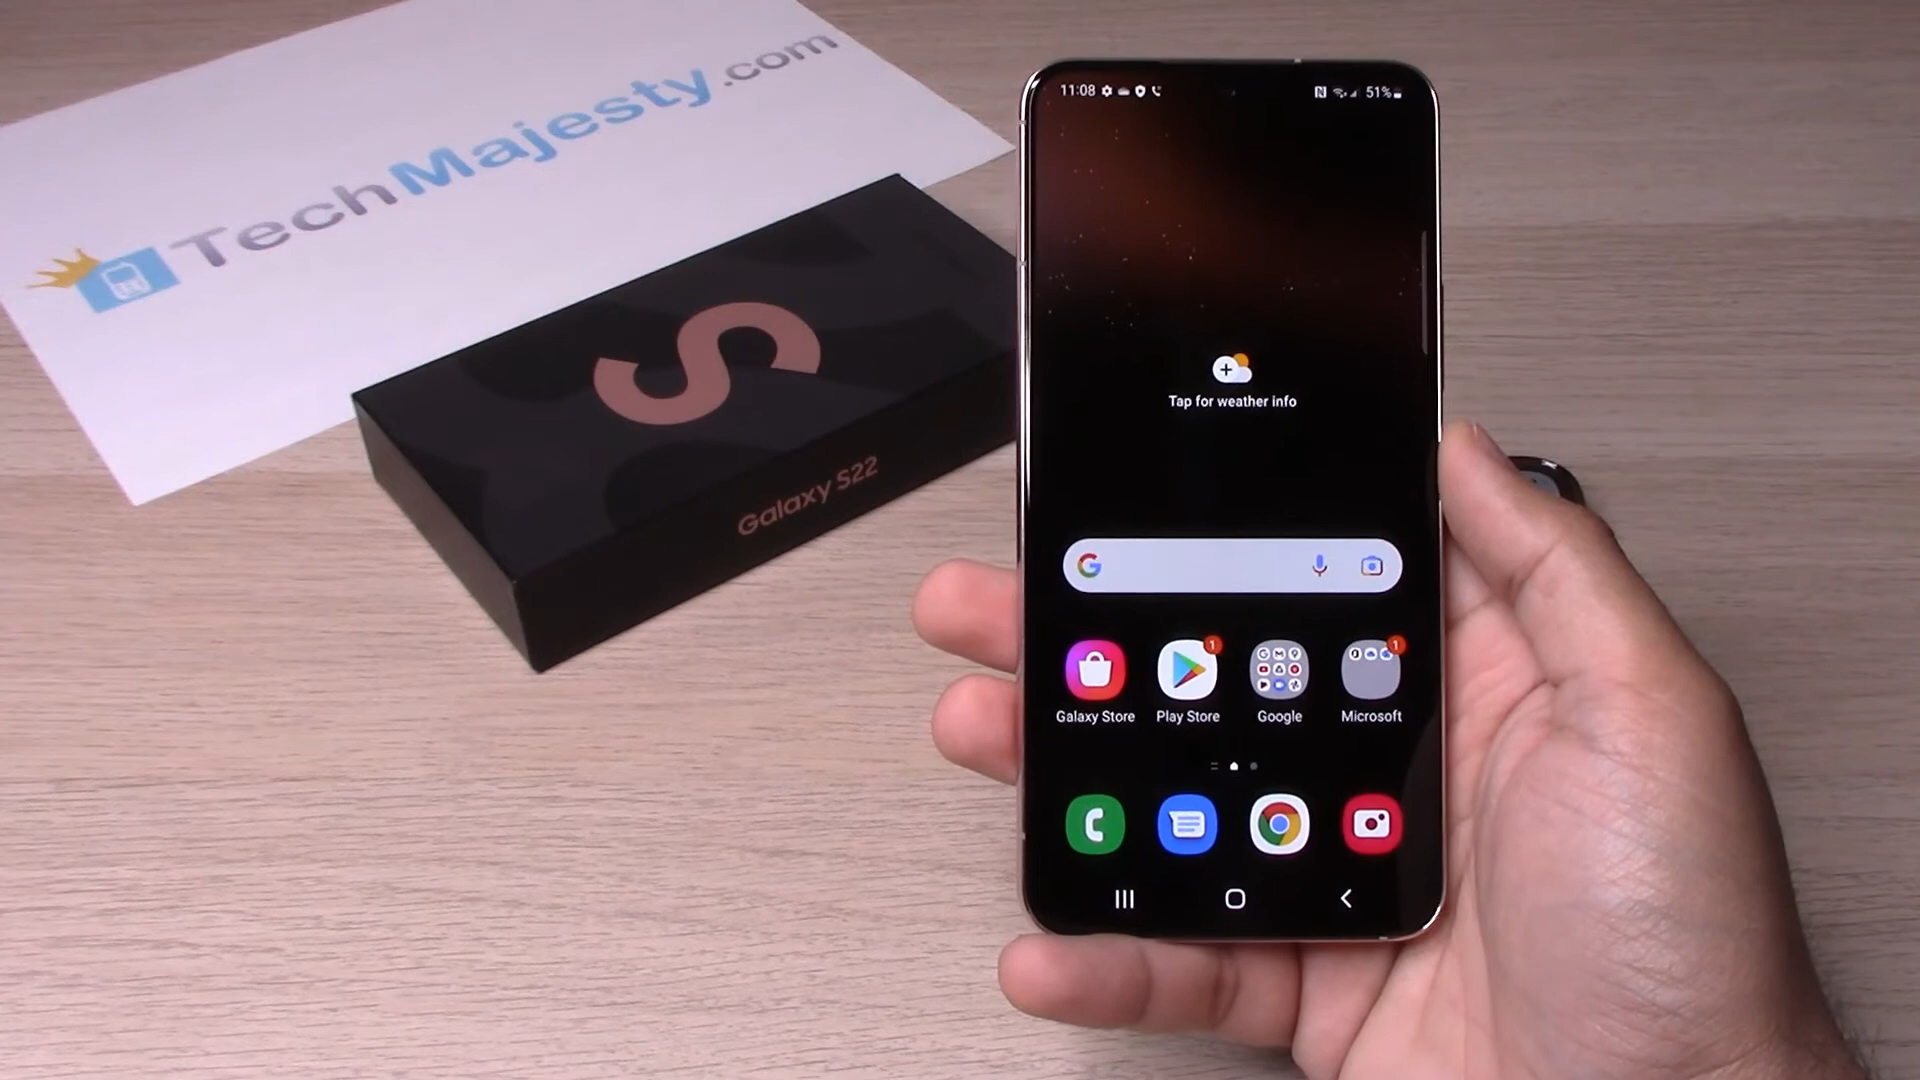 TechMajesty.com
S
Galaxy S22
11:08
51%
Tap for weather info
G
1
1
Galaxy Store
Play Store
Google
Microsoft